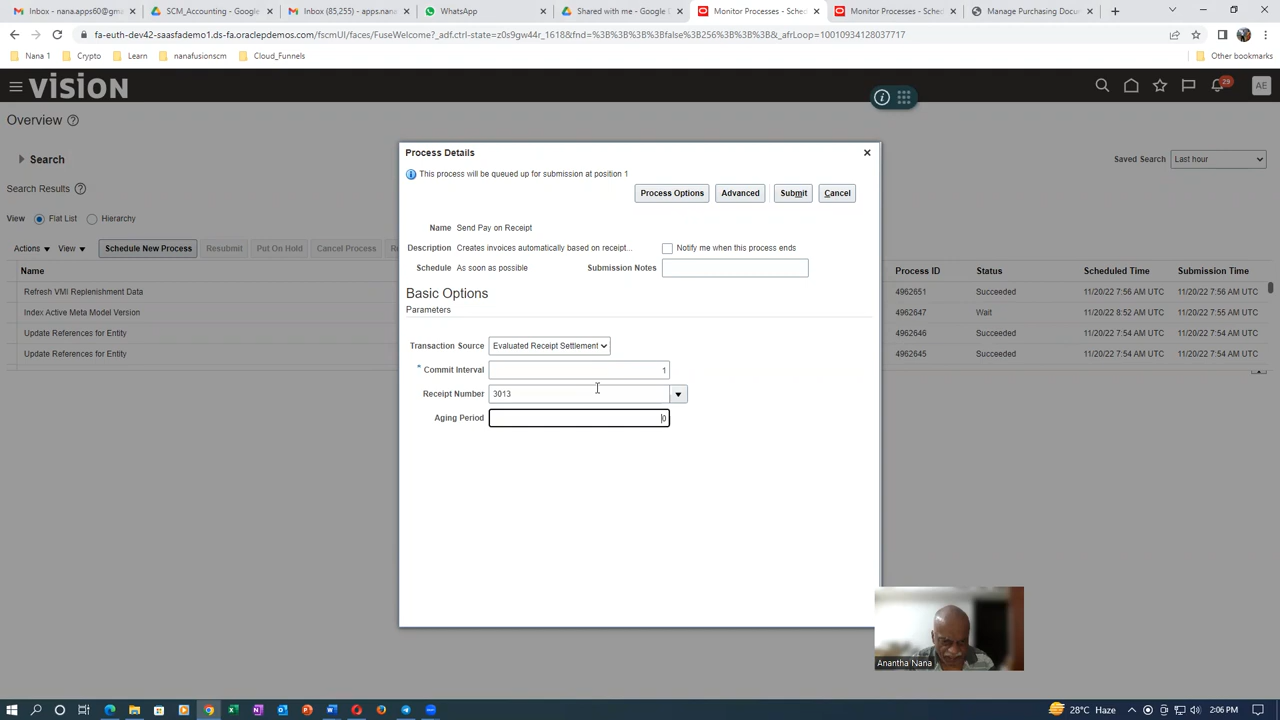 Inbox - nana.apps60@gmail.com
SCM_Accounting - Google
Inbox (85,255) - apps.nana
WhatsApp
Shared with me - Google D
Monitor Processes - Sched
Monitor Processes - Sched
Manage Purchasing Docu
fa-euth-dev42-saasfademo1.ds-fa.oraclepdemos.com/fscmUI/faces/FuseWelcome?_adf.ctrl-state=z0s9gw44r_1618&fnd=%3B%3B%3B%3Bfalse%3B256%3B%3B%3B&_afrLoop=10010934128037717
Nana 1
Crypto
Learn
nanafusionscm
Cloud_Funnels
Other bookmarks
VISION
29
AE
Overview
Search
Saved Search
Last hour
Search Results
View
Flat List
Hierarchy
Actions
View
Schedule New Process
Resubmit
Put On Hold
Cancel Process
Name
Process ID
Status
Scheduled Time
Submission Time
Refresh VMI Replenishment Data
4962651
Succeeded
11/20/22 7:56 AM UTC
11/20/22 7:56 AM UTC
Index Active Meta Model Version
4962647
Wait
11/20/22 8:52 AM UTC
11/20/22 7:55 AM UTC
Update References for Entity
4962646
Succeeded
11/20/22 7:54 AM UTC
11/20/22 7:54 AM UTC
Update References for Entity
4962645
Succeeded
11/20/22 7:54 AM UTC
11/20/22 7:54 AM UTC
Process Details
This process will be queued up for submission at position 1
Process Options
Advanced
Submit
Cancel
Name Send Pay on Receipt
Description Creates invoices automatically based on receipt...
Notify me when this process ends
Schedule As soon as possible
Submission Notes
Basic Options
Parameters
Transaction Source Evaluated Receipt Settlement
* Commit Interval 1
Receipt Number 3013
Aging Period 0
Anantha Nana
28°C Haze
2:06 PM